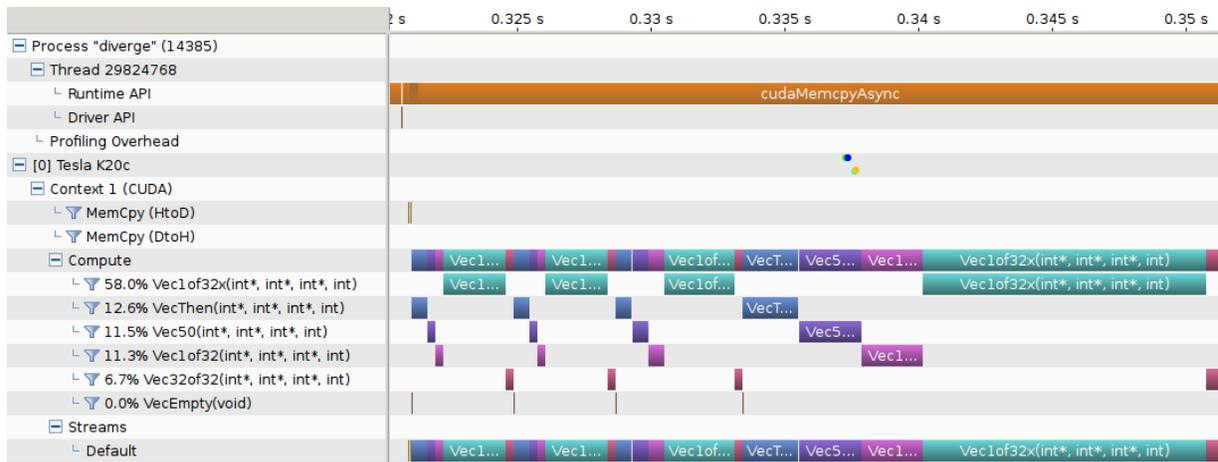 2 s 0.325 s 0.33 s 0.335 s 0.34 s 0.345 s 0.35 s
Process "diverge" (14385)
Thread 29824768
Runtime API cudaMemcpyAsync
Driver API
Profiling Overhead
[0] Tesla K20c
Context 1 (CUDA)
MemCpy (HtoD)
MemCpy (DtoH)
Compute Vec1... Vec1... Vec1of... VecT... Vec5... Vec1... Vec1of32x(int*, int*, int*, int)
58.0% Vec1of32x(int*, int*, int*, int) Vec1... Vec1... Vec1of... Vec1of32x(int*, int*, int*, int)
12.6% VecThen(int*, int*, int*, int) VecT...
11.5% Vec50(int*, int*, int*, int) Vec5...
11.3% Vec1of32(int*, int*, int*, int) Vec1...
6.7% Vec32of32(int*, int*, int*, int)
0.0% VecEmpty(void)
Streams
Default Vec1... Vec1... Vec1of... VecT... Vec5... Vec1... Vec1of32x(int*, int*, int*, int)